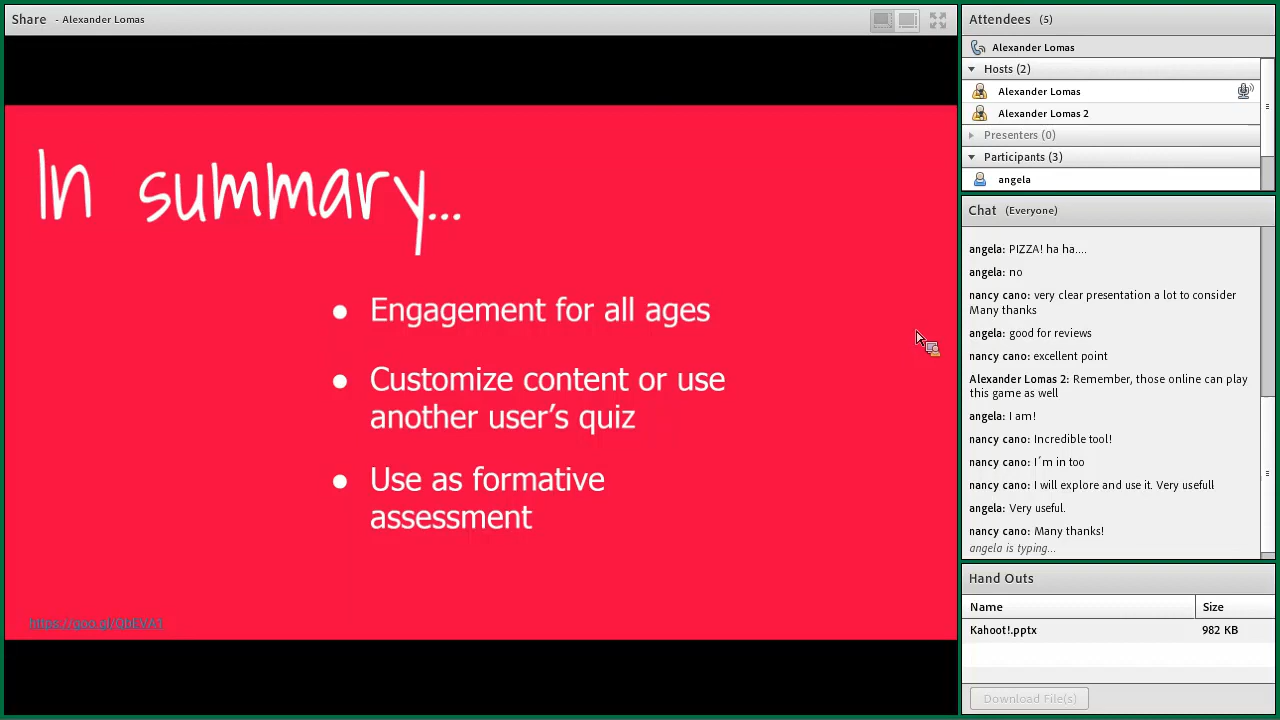 Share - Alexander Lomas
In summary...
● Engagement for all ages
● Customize content or use
another user’s quiz
● Use as formative
assessment
Attendees (5)
Alexander Lomas
Hosts (2)
Alexander Lomas
Alexander Lomas 2
Presenters (0)
Participants (3)
angela
Chat (Everyone)
angela: PIZZA! ha ha....
angela: no
nancy cano: very clear presentation a lot to consider
Many thanks
angela: good for reviews
nancy cano: excellent point
Alexander Lomas 2: Remember, those online can play
this game as well
angela: I am!
nancy cano: Incredible tool!
nancy cano: I´m in too
nancy cano: I will explore and use it. Very usefull
angela: Very useful.
nancy cano: Many thanks!
angela is typing...
Hand Outs
Name Size
Kahoot!.pptx 982 KB
Download File(s)